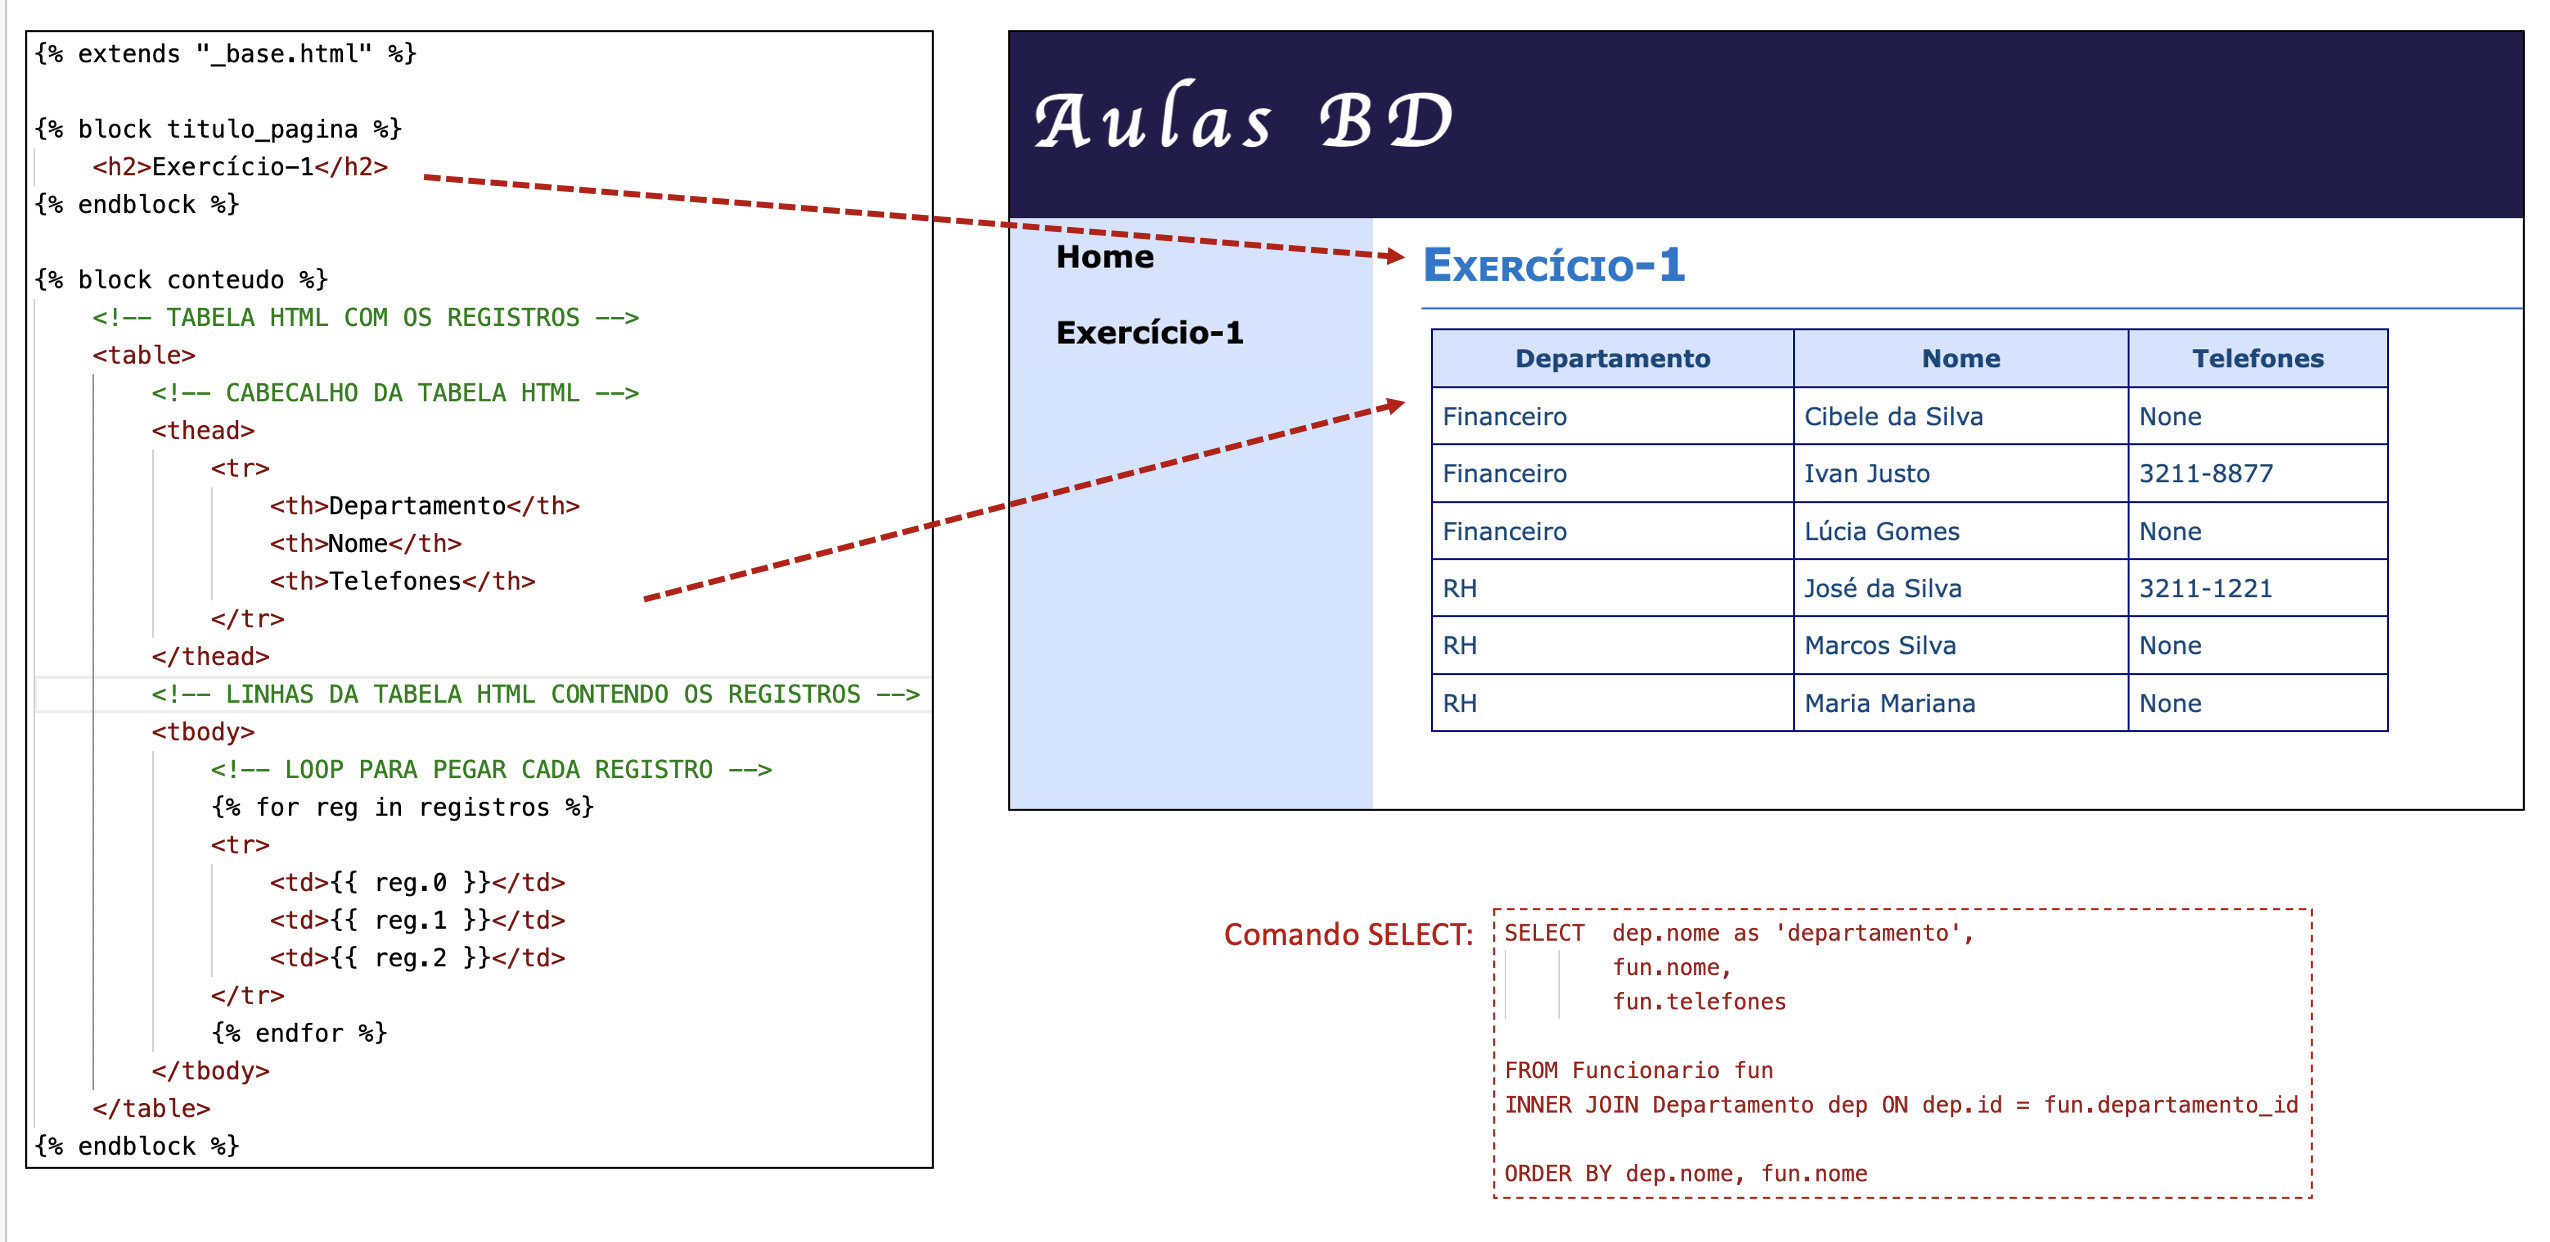 {% extends "_base.html" %}
{% block titulo_pagina %}
<h2>Exercício-1</h2>
{% endblock %}
{% block conteudo %}
<!-- TABELA HTML COM OS REGISTROS -->
<table>
<!-- CABECALHO DA TABELA HTML -->
<thead>
<tr>
<th>Departamento</th>
<th>Nome</th>
<th>Telefones</th>
</tr>
</thead>
<!-- LINHAS DA TABELA HTML CONTENDO OS REGISTROS -->
<tbody>
<!-- LOOP PARA PEGAR CADA REGISTRO -->
{% for reg in registros %}
<tr>
<td>{{ reg.0 }}</td>
<td>{{ reg.1 }}</td>
<td>{{ reg.2 }}</td>
</tr>
{% endfor %}
</tbody>
</table>
{% endblock %}
Aulas BD
Home
Exercício-1
Exercício-1
Departamento Nome Telefones
Financeiro Cibele da Silva None
Financeiro Ivan Justo 3211-8877
Financeiro Lúcia Gomes None
RH José da Silva 3211-1221
RH Marcos Silva None
RH Maria Mariana None
Comando SELECT:
SELECT dep.nome as 'departamento',
fun.nome,
fun.telefones
FROM Funcionario fun
INNER JOIN Departamento dep ON dep.id = fun.departamento_id
ORDER BY dep.nome, fun.nome